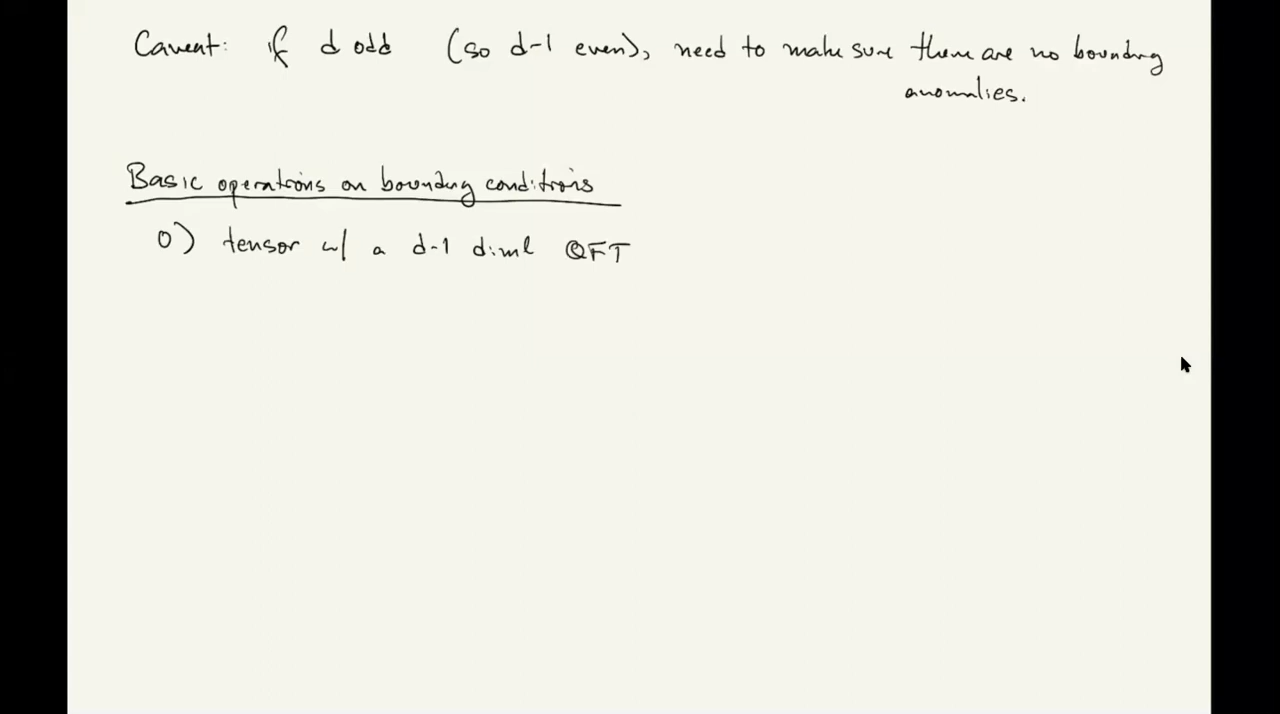 Caveat: if d odd (so d-1 even), need to make sure there are no boundary
anomalies.
Basic operations on boundary conditions
0) tensor w/ a d-1 dim'l QFT